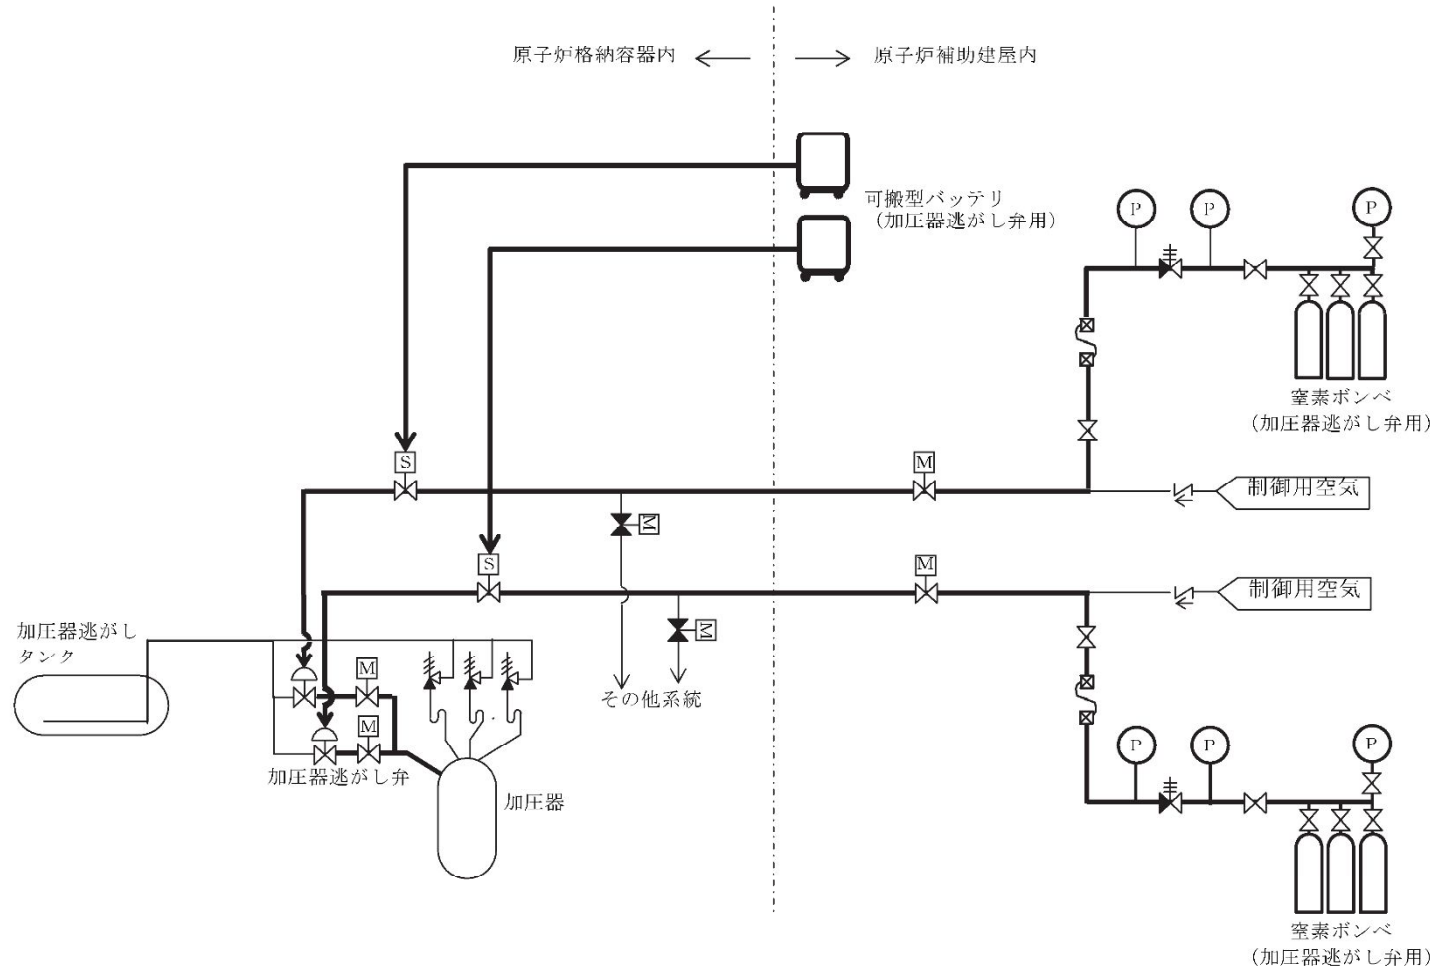 原子炉格納容器内
原子炉補助建屋内
可搬型バッテリ
（加圧器逃がし弁用）
P
P
P
窒素ボンベ
（加圧器逃がし弁用）
S
M
制御用空気
M
S
M
制御用空気
M
加圧器逃がし
タンク
M
M
その他系統
加圧器逃がし弁
加圧器
P
P
P
窒素ボンベ
（加圧器逃がし弁用）